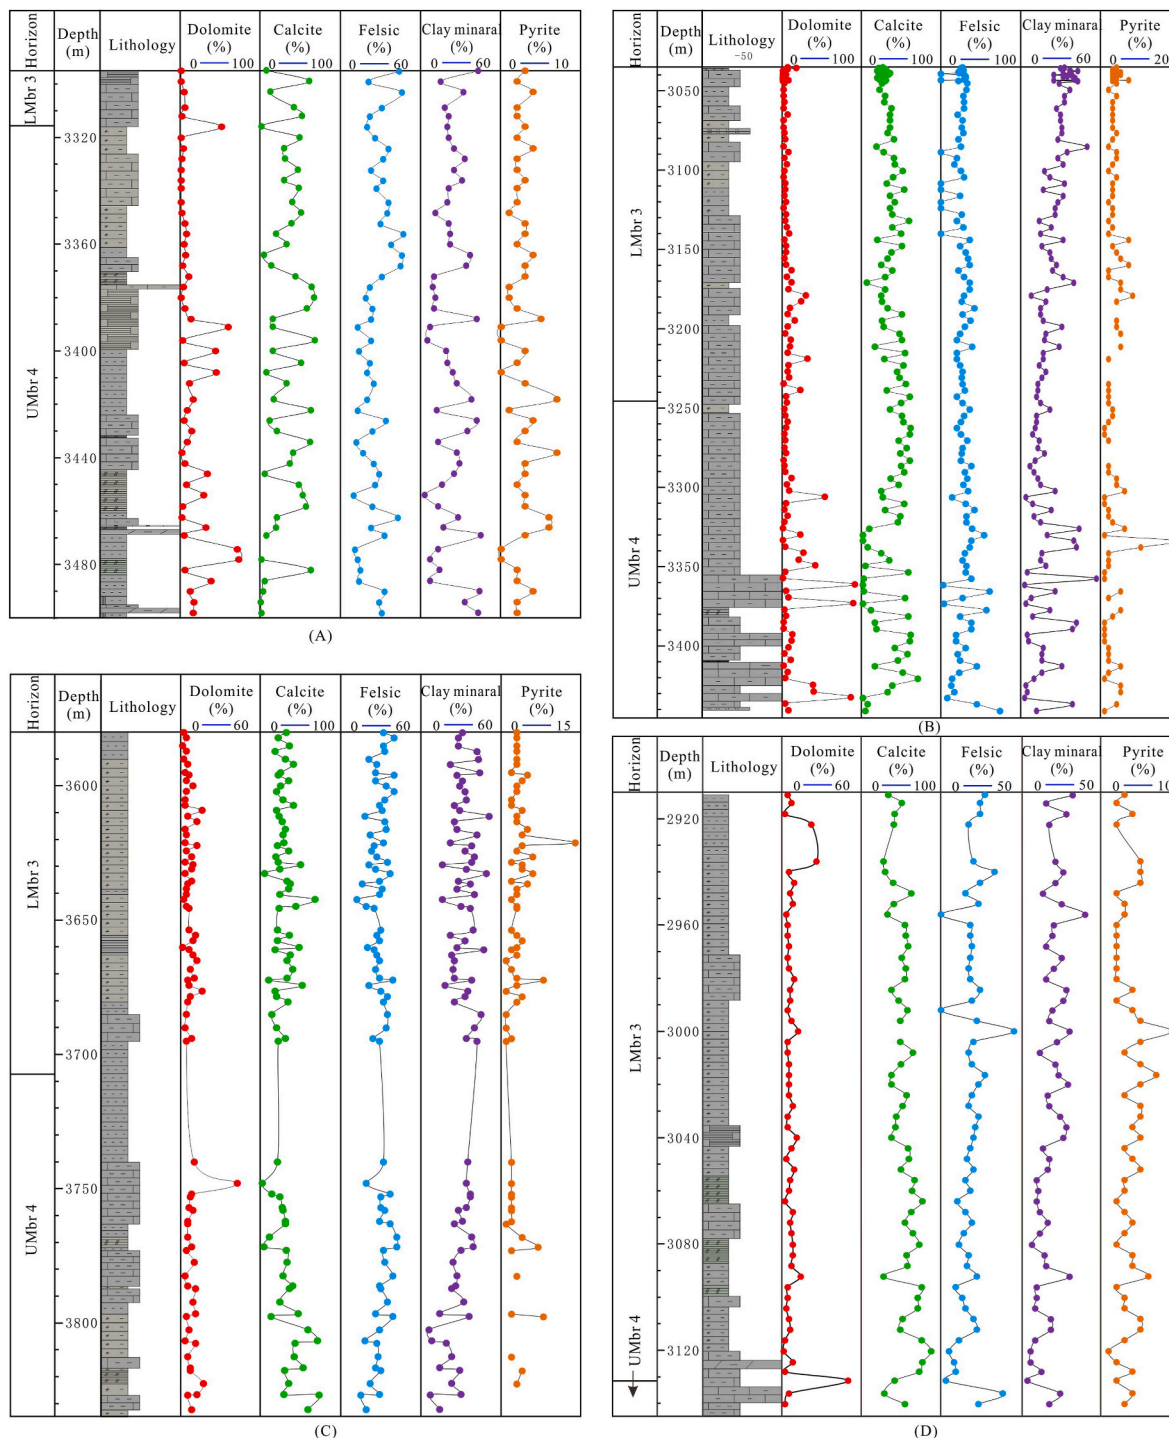 Horizon
Depth
(m)
Lithology
Dolomite
(%)
0 100
Calcite
(%)
0 100
Felsic
(%)
0 60
Clay minaral
(%)
0 60
Pyrite
(%)
0 10
LMbr 3
UMbr 4
3320
3360
3400
3440
3480
(A)
Horizon
Depth
(m)
Lithology
−50
Dolomite
(%)
0 100
Calcite
(%)
0 100
Felsic
(%)
0 100
Clay minaral
(%)
0 60
Pyrite
(%)
0 20
LMbr 3
UMbr 4
3050
3100
3150
3200
3250
3300
3350
3400
(B)
Horizon
Depth
(m)
Lithology
Dolomite
(%)
0 60
Calcite
(%)
0 100
Felsic
(%)
0 60
Clay minaral
(%)
0 60
Pyrite
(%)
0 15
LMbr 3
UMbr 4
3600
3650
3700
3750
3800
(C)
Horizon
Depth
(m)
Lithology
Dolomite
(%)
0 60
Calcite
(%)
0 100
Felsic
(%)
0 50
Clay minaral
(%)
0 50
Pyrite
(%)
0 10
LMbr 3
UMbr 4
2920
2960
3000
3040
3080
3120
(D)